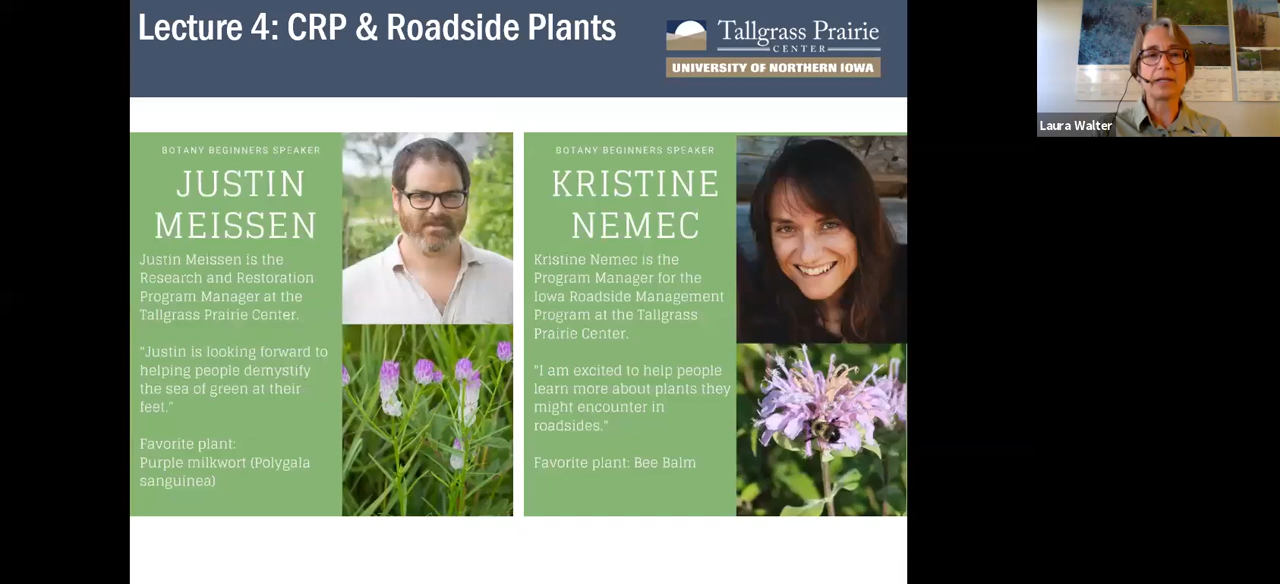 Lecture 4: CRP & Roadside Plants
Tallgrass Prairie
CENTER
UNIVERSITY OF NORTHERN IOWA
Laura Walter
BOTANY BEGINNERS SPEAKER
JUSTIN
MEISSEN
Justin Meissen is the
Research and Restoration
Program Manager at the
Tallgrass Prairie Center.
"Justin is looking forward to
helping people demystify
the sea of green at their
feet."
Favorite plant:
Purple milkwort (Polygala
sanguinea)
BOTANY BEGINNERS SPEAKER
KRISTINE
NEMEC
Kristine Nemec is the
Program Manager for the
Iowa Roadside Management
Program at the Tallgrass
Prairie Center.
"I am excited to help people
learn more about plants they
might encounter in
roadsides."
Favorite plant: Bee Balm